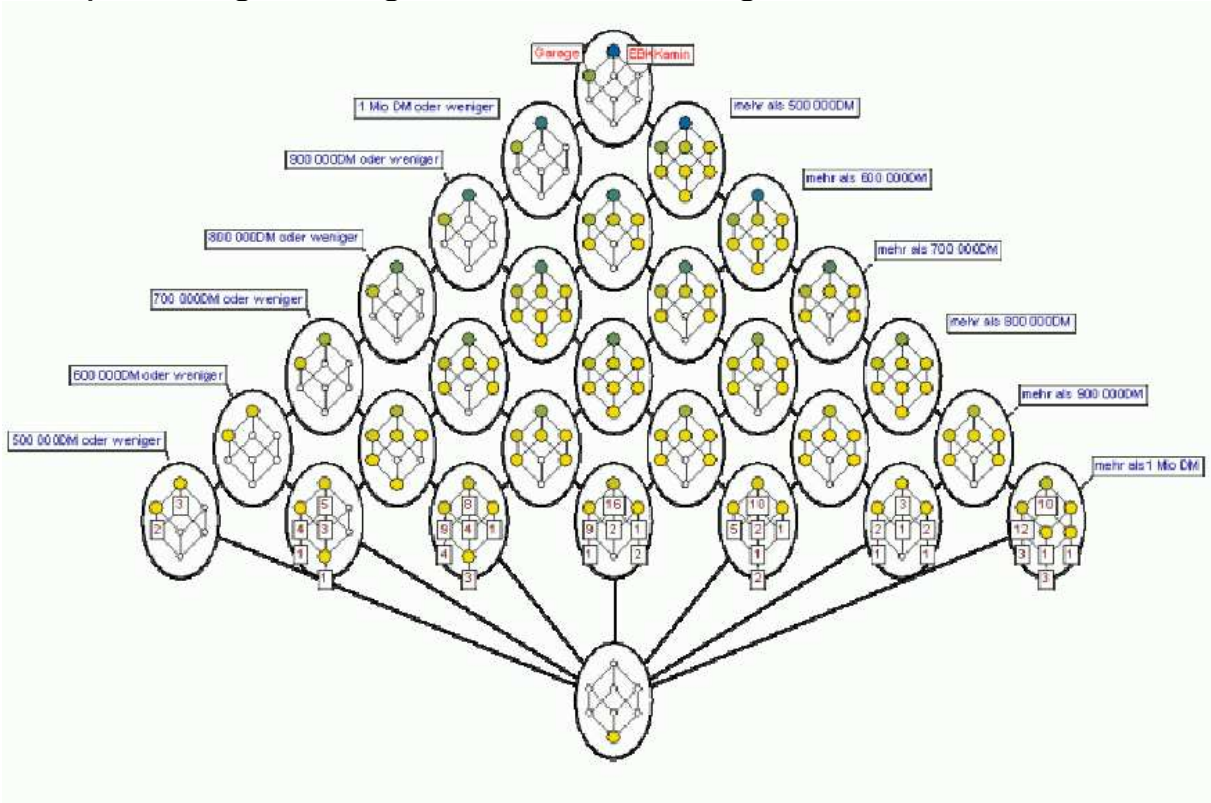 Garage EBK Kamin
1 Mio DM oder weniger
mehr als 500 000DM
900 000DM oder weniger
mehr als 600 000DM
800 000DM oder weniger
mehr als 700 000DM
700 000DM oder weniger
mehr als 800 000DM
600 000DM oder weniger
mehr als 900 000DM
500 000DM oder weniger
mehr als 1 Mio DM
3 5 8 16 18 3 10
2 4 3 9 4 1 9 2 1 5 2 1 2 1 2 12
1 4 1 2 1 1 1 3 1 1
1 3 2 3